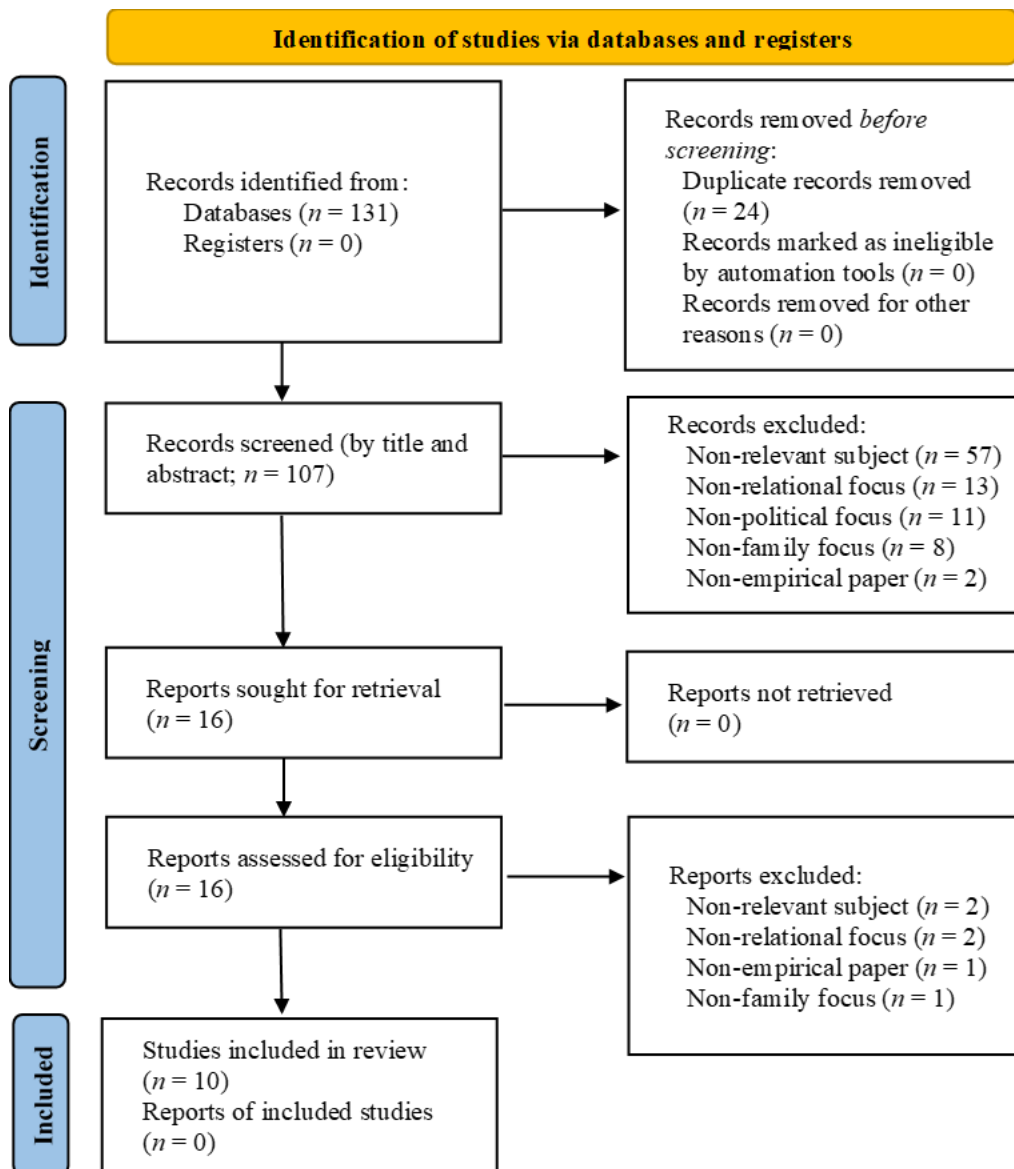 Identification of studies via databases and registers
Identification
Records identified from:
Databases (n = 131)
Registers (n = 0)
Records removed before
screening:
Duplicate records removed
(n = 24)
Records marked as ineligible
by automation tools (n = 0)
Records removed for other
reasons (n = 0)
Screening
Records screened (by title and
abstract; n = 107)
Records excluded:
Non-relevant subject (n = 57)
Non-relational focus (n = 13)
Non-political focus (n = 11)
Non-family focus (n = 8)
Non-empirical paper (n = 2)
Reports sought for retrieval
(n = 16)
Reports not retrieved
(n = 0)
Reports assessed for eligibility
(n = 16)
Reports excluded:
Non-relevant subject (n = 2)
Non-relational focus (n = 2)
Non-empirical paper (n = 1)
Non-family focus (n = 1)
Included
Studies included in review
(n = 10)
Reports of included studies
(n = 0)